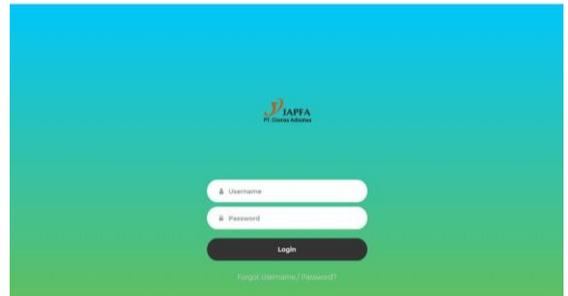 JAPFA
PT. Ciomas Adisatwa
Username
Password
Login
Forgot Username / Password?